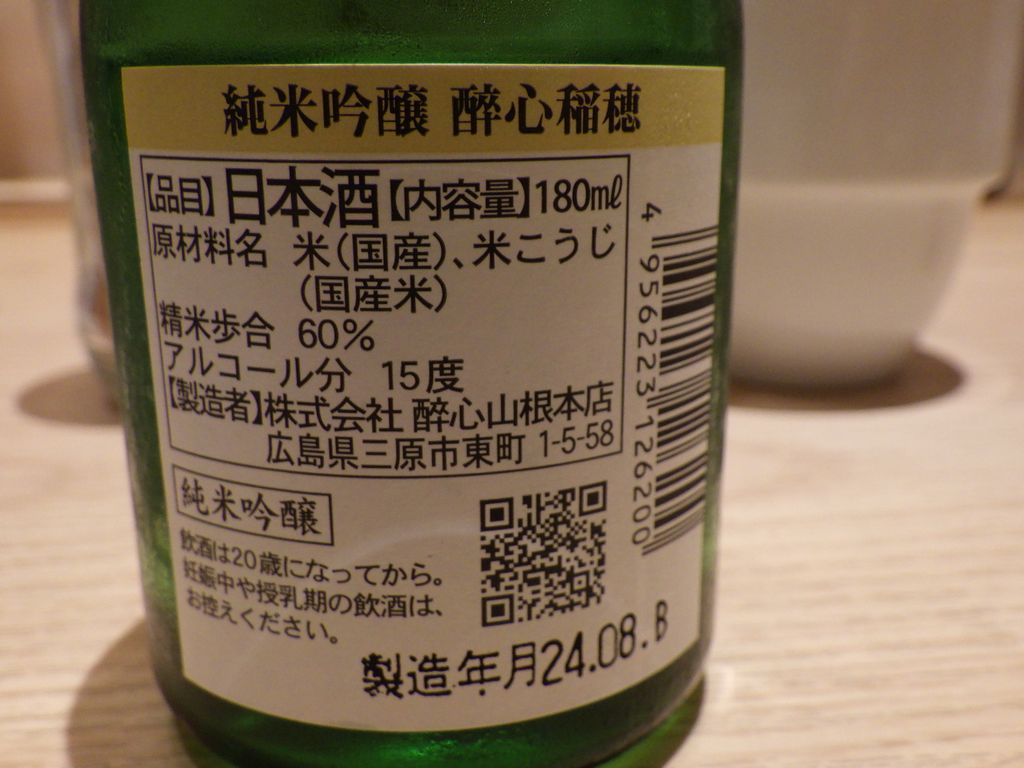 純米吟醸 醉心稲穂
【品目】日本酒【内容量】180mℓ
原材料名 米(国産)、米こうじ
(国産米)
精米歩合 60%
アルコール分 15度
【製造者】株式会社 醉心山根本店
広島県三原市東町 1-5-58
純米吟醸
飲酒は20歳になってから。
妊娠中や授乳期の飲酒は、
お控えください。
製造年月24.08.B
4 956223 126200